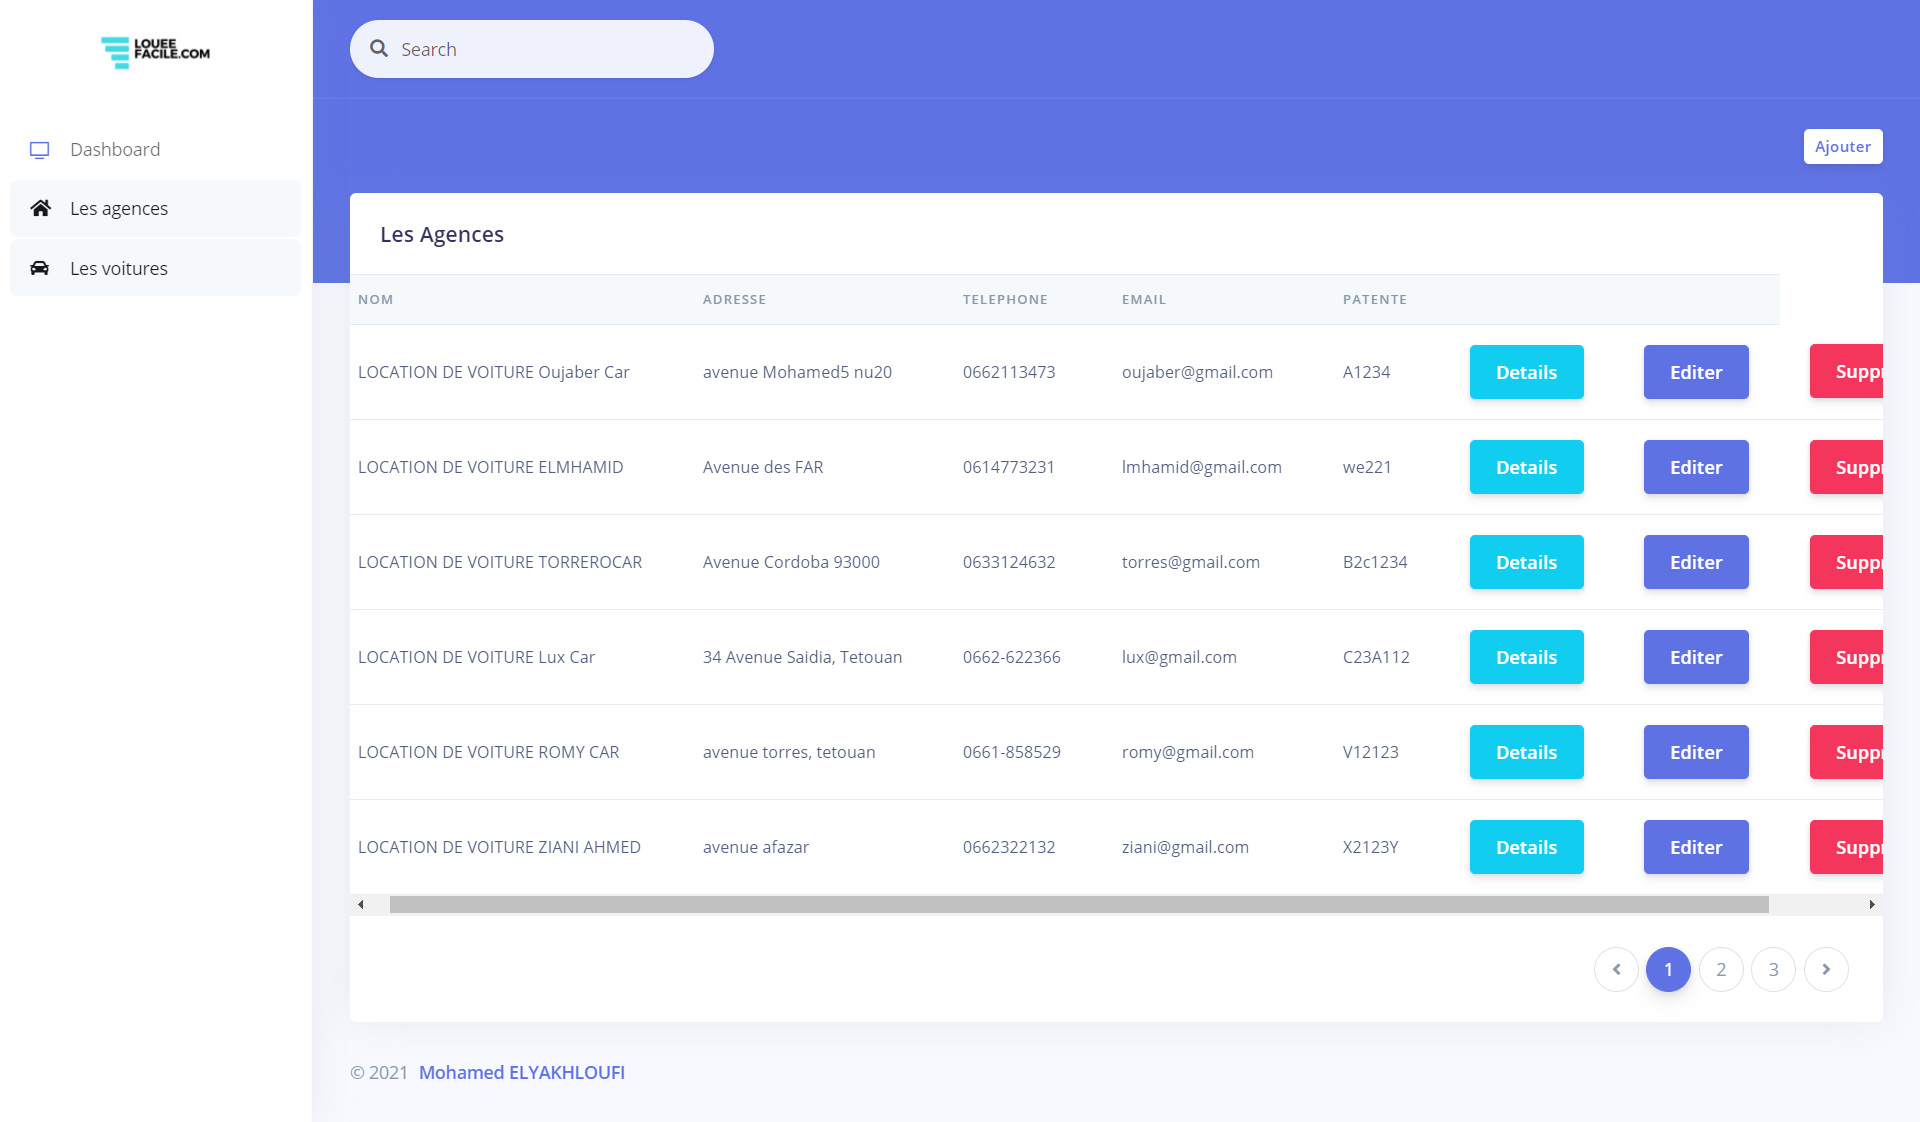 LOUEE
FACILE.COM
Search
Dashboard
Les agences
Les voitures
Ajouter
Les Agences
NOM ADRESSE TELEPHONE EMAIL PATENTE
LOCATION DE VOITURE Oujaber Car avenue Mohamed5 nu20 0662113473 oujaber@gmail.com A1234 Details Editer Supp
LOCATION DE VOITURE ELMHAMID Avenue des FAR 0614773231 lmhamid@gmail.com we221 Details Editer Supp
LOCATION DE VOITURE TORREROCAR Avenue Cordoba 93000 0633124632 torres@gmail.com B2c1234 Details Editer Supp
LOCATION DE VOITURE Lux Car 34 Avenue Saidia, Tetouan 0662-622366 lux@gmail.com C23A112 Details Editer Supp
LOCATION DE VOITURE ROMY CAR avenue torres, tetouan 0661-858529 romy@gmail.com V12123 Details Editer Supp
LOCATION DE VOITURE ZIANI AHMED avenue afazar 0662322132 ziani@gmail.com X2123Y Details Editer Supp
1 2 3
© 2021 Mohamed ELYAKHLOUFI